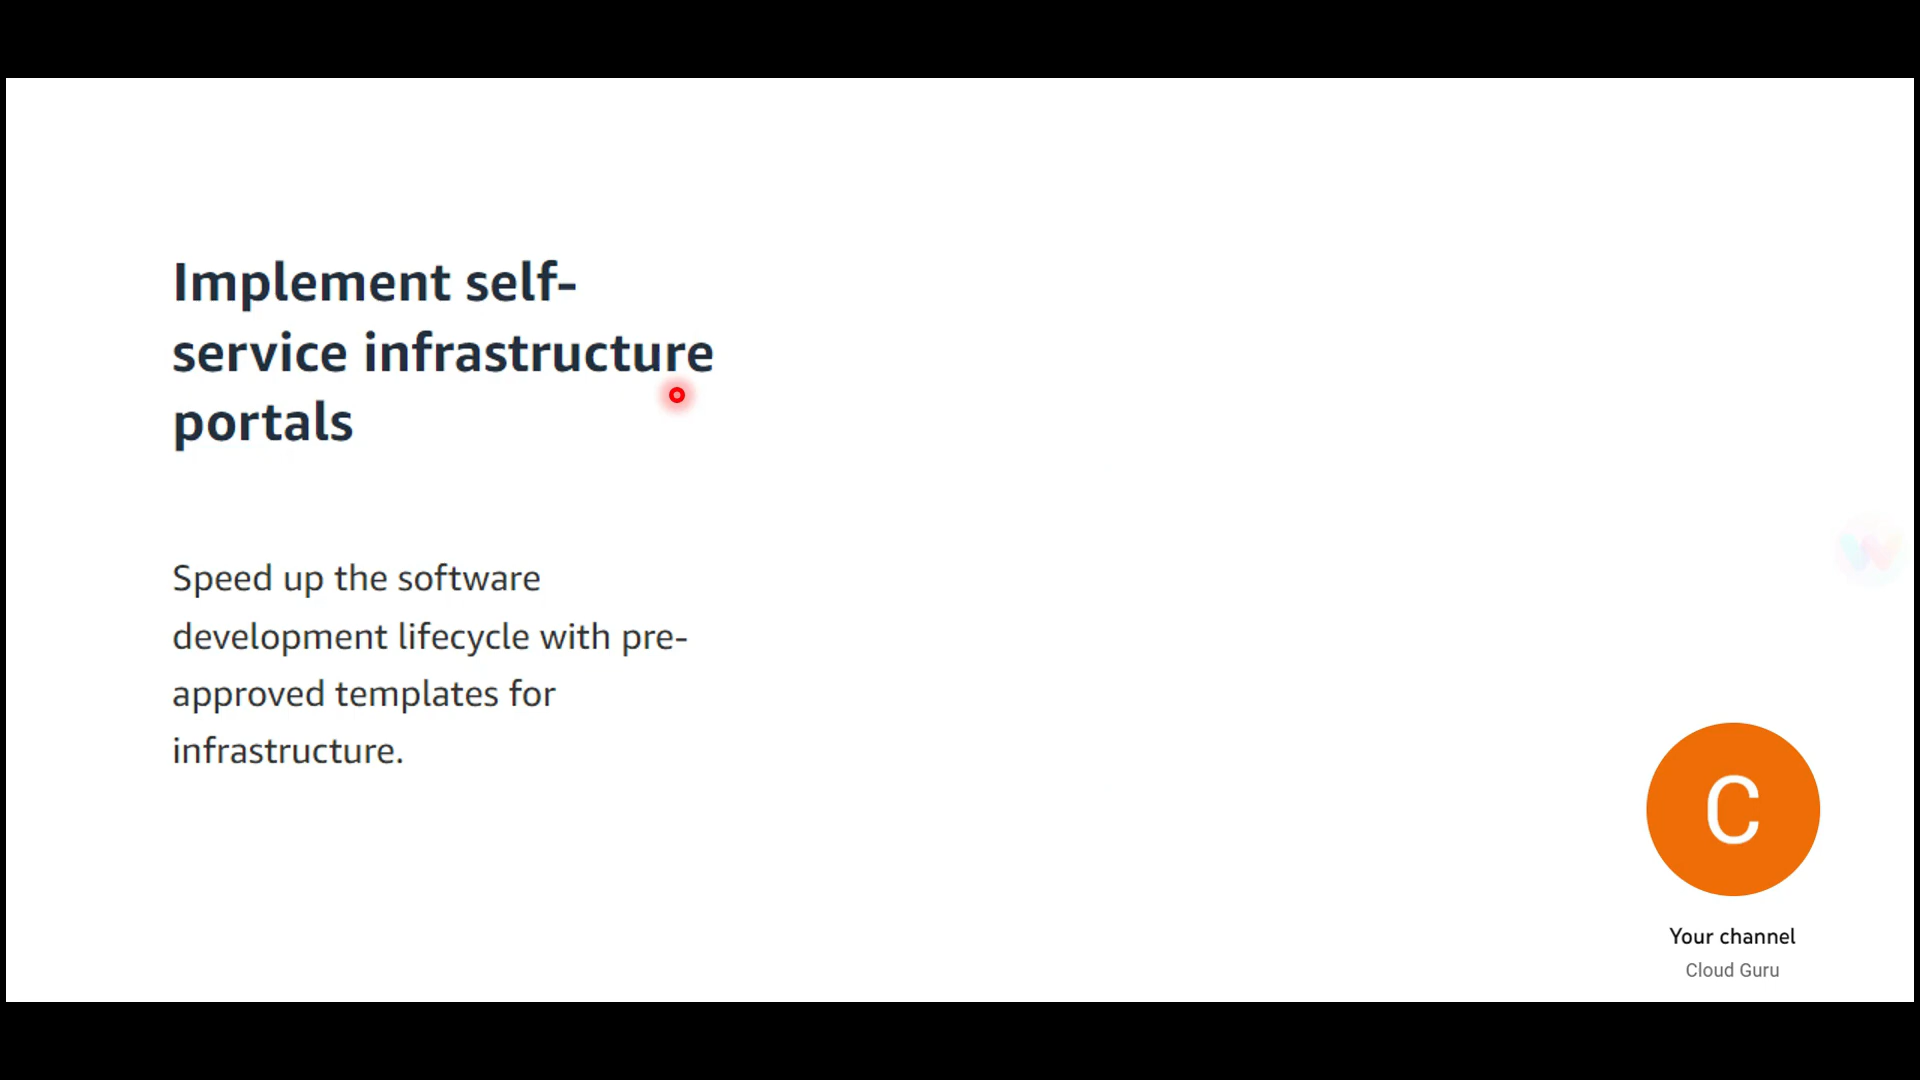 Implement self-
service infrastructure
portals
Speed up the software
development lifecycle with pre-
approved templates for
infrastructure.
C
Your channel
Cloud Guru
W